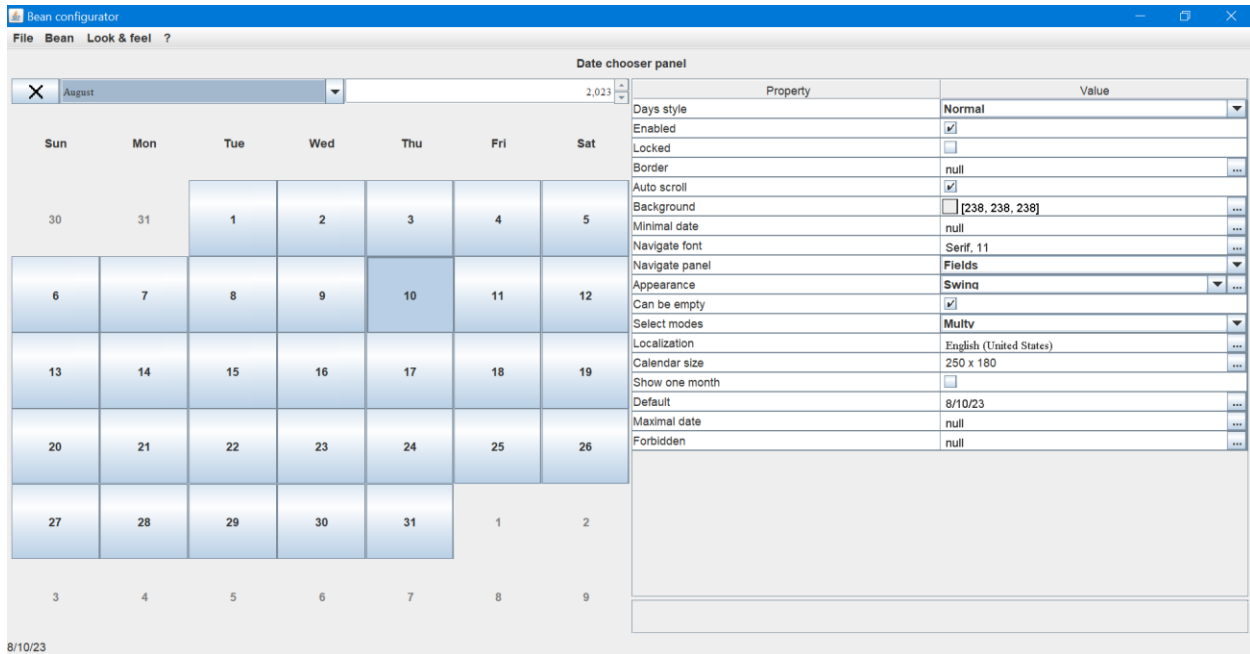 Bean configurator
File Bean Look & feel ?
Date chooser panel
August 2,023
Sun Mon Tue Wed Thu Fri Sat
30 31 1 2 3 4 5
6 7 8 9 10 11 12
13 14 15 16 17 18 19
20 21 22 23 24 25 26
27 28 29 30 31 1 2
3 4 5 6 7 8 9
Property Value
Days style Normal
Enabled
Locked
Border null ...
Auto scroll
Background [238, 238, 238] ...
Minimal date null ...
Navigate font Serif, 11 ...
Navigate panel Fields
Appearance Swing ...
Can be empty
Select modes Multy
Localization English (United States) ...
Calendar size 250 x 180 ...
Show one month
Default 8/10/23 ...
Maximal date null ...
Forbidden null ...
8/10/23